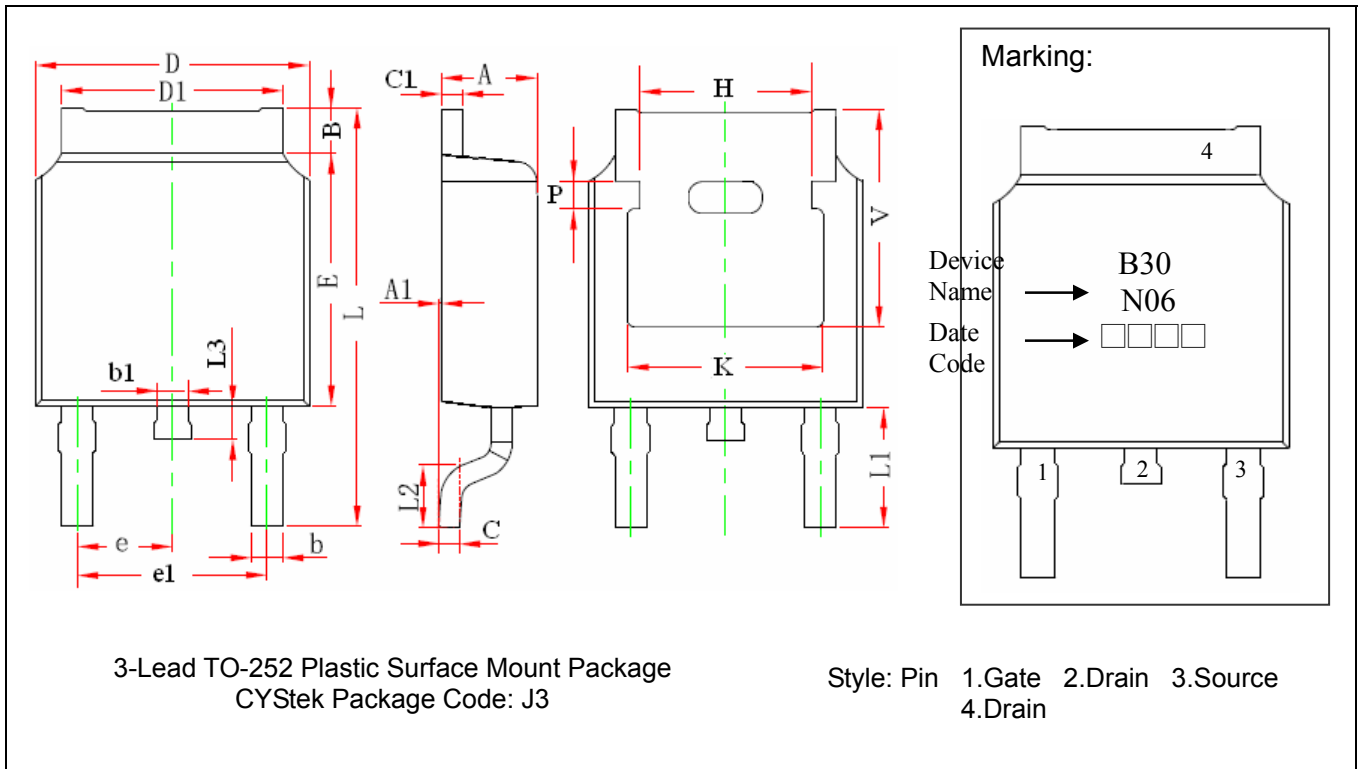 D
D1
B
E
L
L3
b1
e
e1
b
C1
A
A1
L2
C
H
P
V
K
L1
Marking:
4
Device
Name
B30
N06
Date
Code
□□□□
1
2
3
3-Lead TO-252 Plastic Surface Mount Package
CYStek Package Code: J3
Style: Pin 1.Gate 2.Drain 3.Source
4.Drain